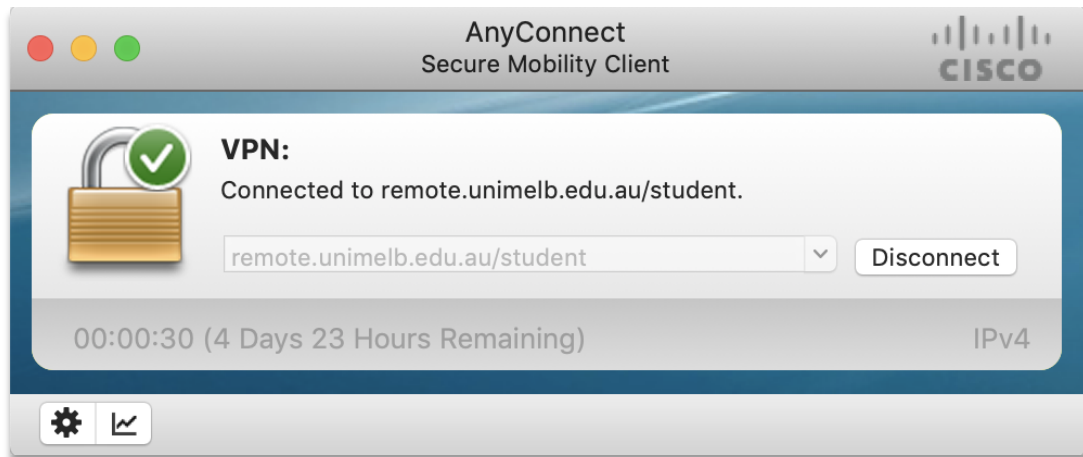 AnyConnect
Secure Mobility Client
CISCO
VPN:
Connected to remote.unimelb.edu.au/student.
remote.unimelb.edu.au/student
Disconnect
00:00:30 (4 Days 23 Hours Remaining)
IPv4